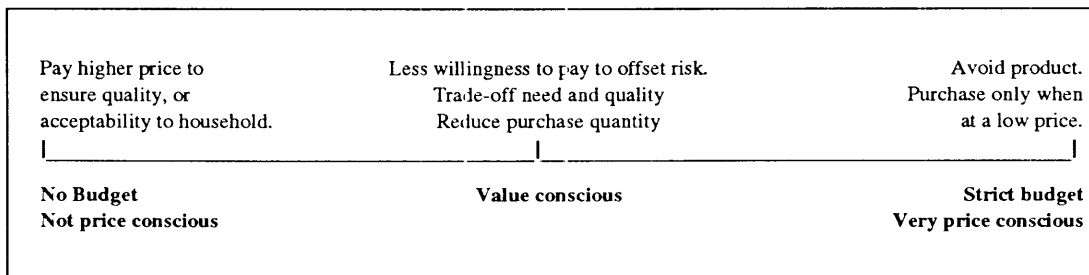 Pay higher price to
ensure quality, or
acceptability to household.
Less willingness to pay to offset risk.
Trade-off need and quality
Reduce purchase quantity
Avoid product.
Purchase only when
at a low price.
No Budget
Not price conscious
Value conscious
Strict budget
Very price conscious